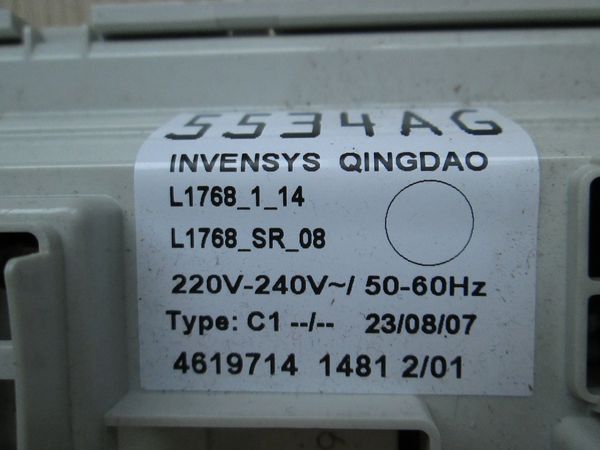 5534AG
INVENSYS QINGDAO
L1768_1_14
L1768_SR_08
220V-240V~/ 50-60Hz
Type: C1 --/-- 23/08/07
4619714 1481 2/01